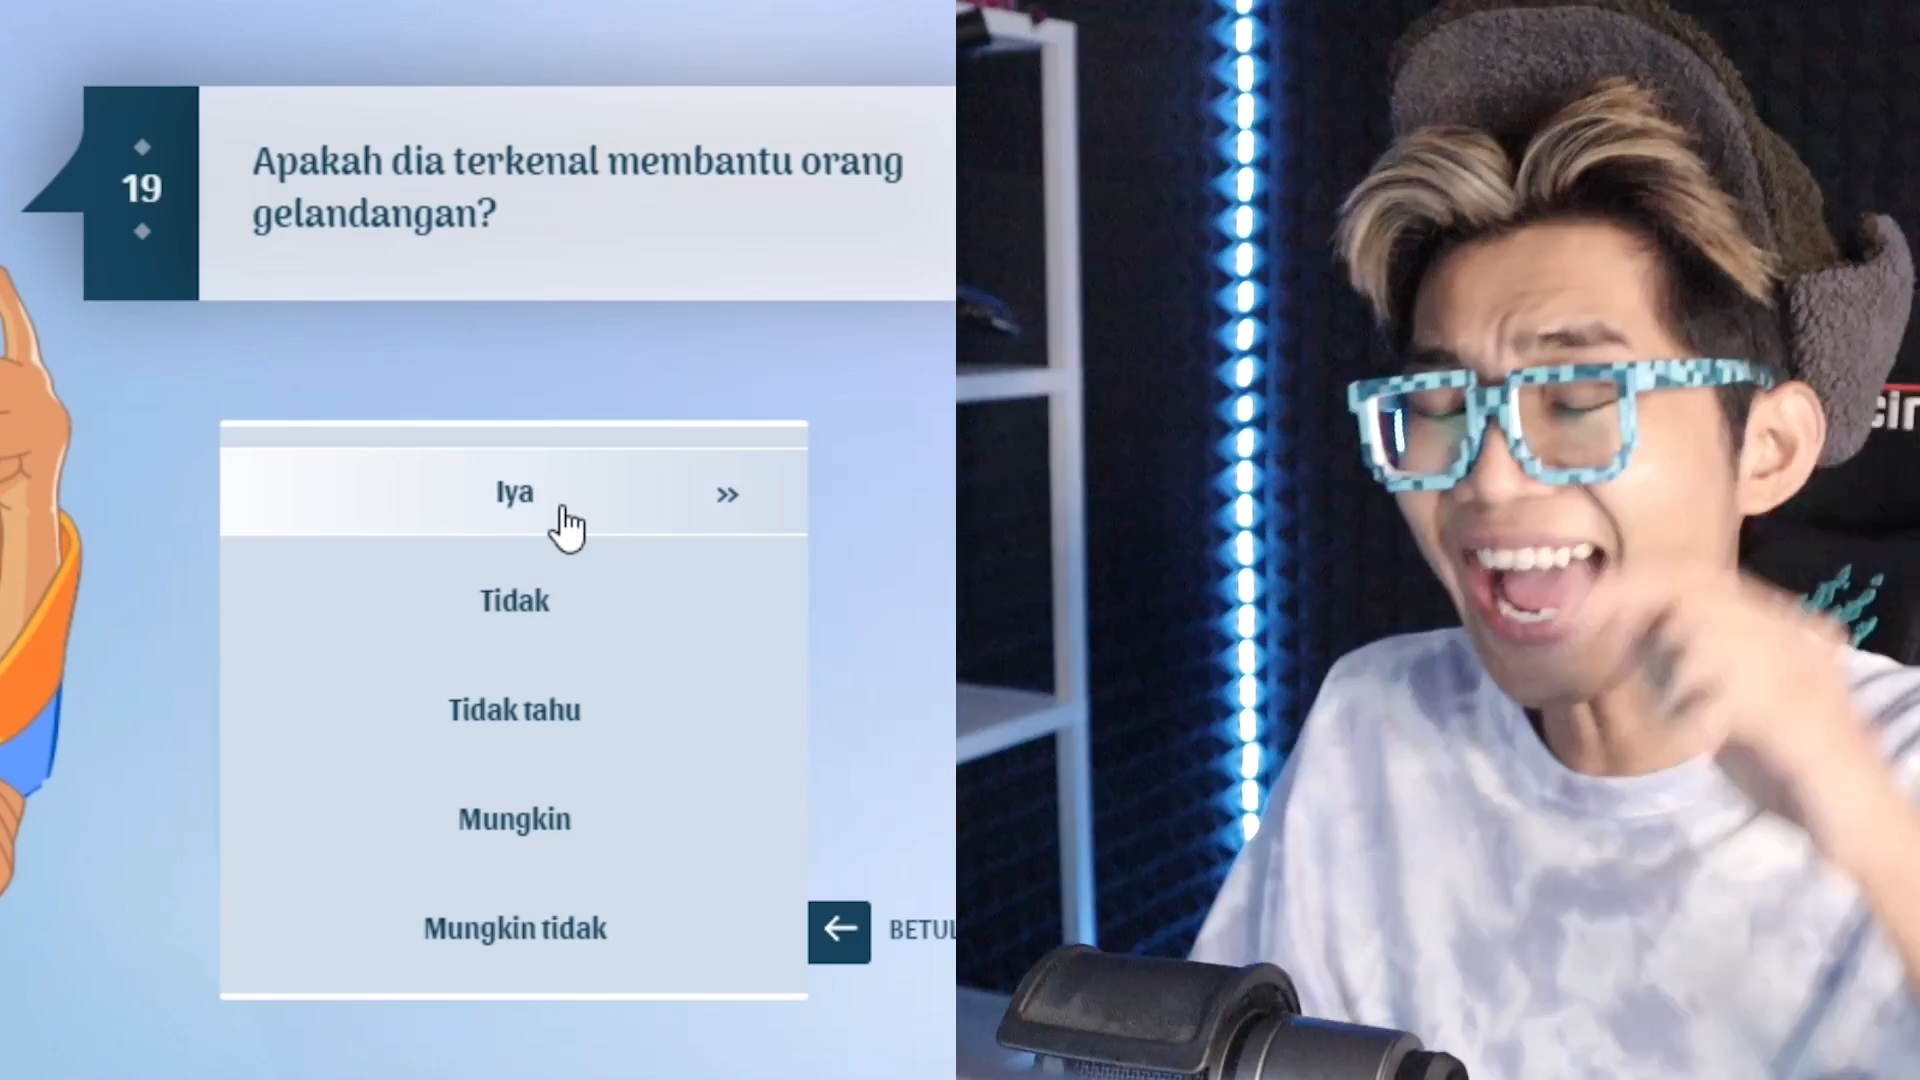 19
Apakah dia terkenal membantu orang
gelandangan?
Iya
Tidak
Tidak tahu
Mungkin
Mungkin tidak
BETUL